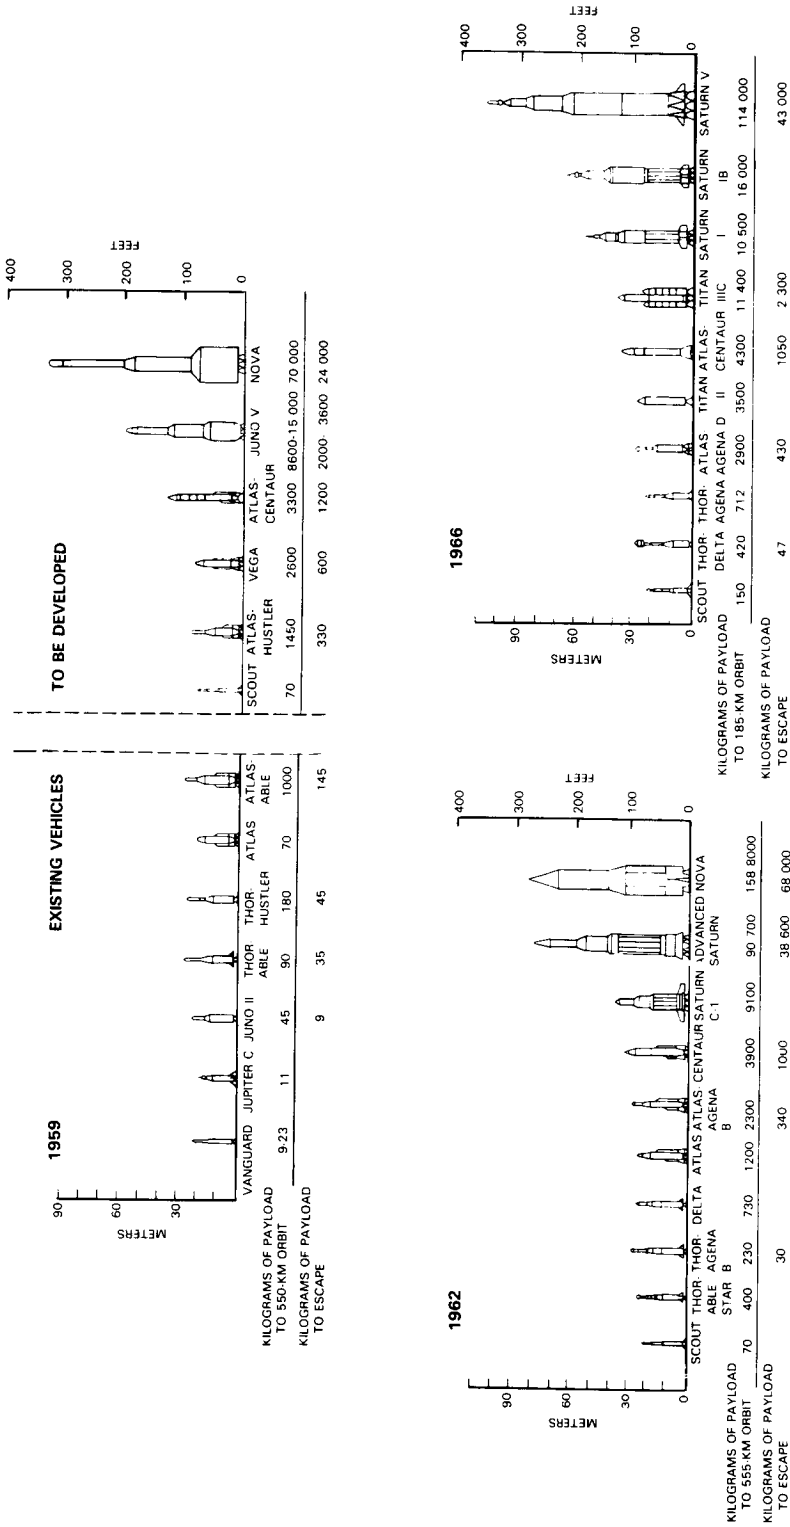 1959
EXISTING VEHICLES
TO BE DEVELOPED
METERS
90
60
30
0
FEET
400
300
200
100
0
VANGUARD JUPITER C JUNO II THOR- THOR- ATLAS ATLAS-
ABLE HUSTLER ABLE
SCOUT ATLAS- VEGA ATLAS- JUNO V NOVA
HUSTLER CENTAUR
KILOGRAMS OF PAYLOAD
TO 550-KM ORBIT
9-23 11 45 90 180 70 1000
70 1450 2600 3300 8600-15 000 70 000
KILOGRAMS OF PAYLOAD
TO ESCAPE
9 35 45 145
330 600 1200 2000- 3600 24 000
1962
METERS
90
60
30
0
FEET
400
300
200
100
0
SCOUT THOR- THOR- DELTA ATLAS ATLAS- CENTAUR SATURN ADVANCED NOVA
ABLE AGENA AGENA C-1 SATURN
STAR B B
KILOGRAMS OF PAYLOAD
TO 555-KM ORBIT
70 400 230 730 1200 2300 3900 9100 90 700 158 8000
KILOGRAMS OF PAYLOAD
TO ESCAPE
30 340 1000 38 600 68 000
1966
METERS
90
60
30
0
FEET
400
300
200
100
0
SCOUT THOR- THOR- ATLAS- TITAN ATLAS- TITAN SATURN SATURN SATURN V
DELTA AGENA AGENA D II CENTAUR IIIC I IB
KILOGRAMS OF PAYLOAD
TO 185-KM ORBIT
150 420 712 2900 3500 4300 11 400 10 500 16 000 114 000
KILOGRAMS OF PAYLOAD
TO ESCAPE
47 430 1050 2 300 43 000